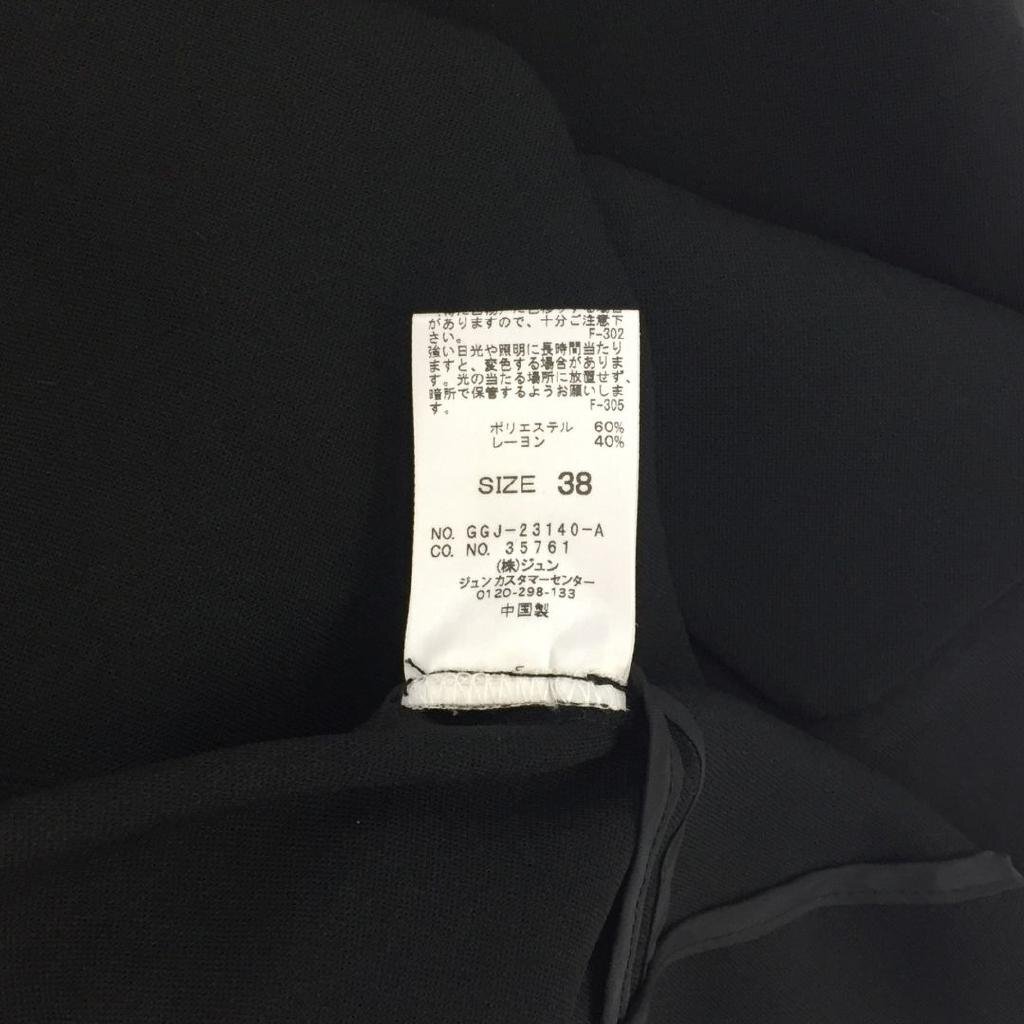 がありますので、十分ご注意下
さい。 F-302
強い日光や照明に長時間当たり
ますと、変色する場合がありま
す。光の当たる場所に放置せず、
暗所で保管するようお願いしま
す。 F-305
ポリエステル 60%
レーヨン 40%
SIZE 38
NO. GGJ-23140-A
CO. NO. 35761
(株)ジュン
ジュンカスタマーセンター
0120-298-133
中国製